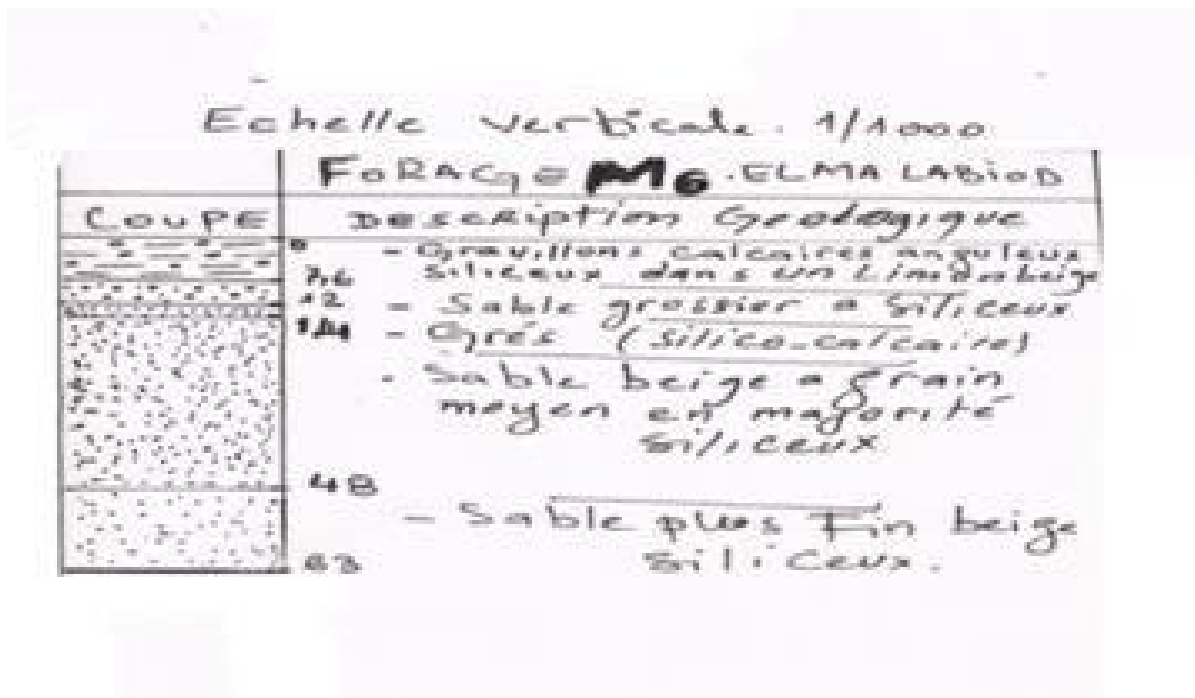 Echelle verticale. 1/1000
FORAGE M6. ELMA LABIOD
COUPE DESCRIPTION Geologique
0 - Gravillons calcaires anguleux
siliceux dans un Limon beige
7,6
12 - Sable grossier a Siliceux
14 - Grés (silico-calcaire)
- Sable beige a grain
moyen en majorité
siliceux
48
- Sable plus Fin beige
63 siliceux.